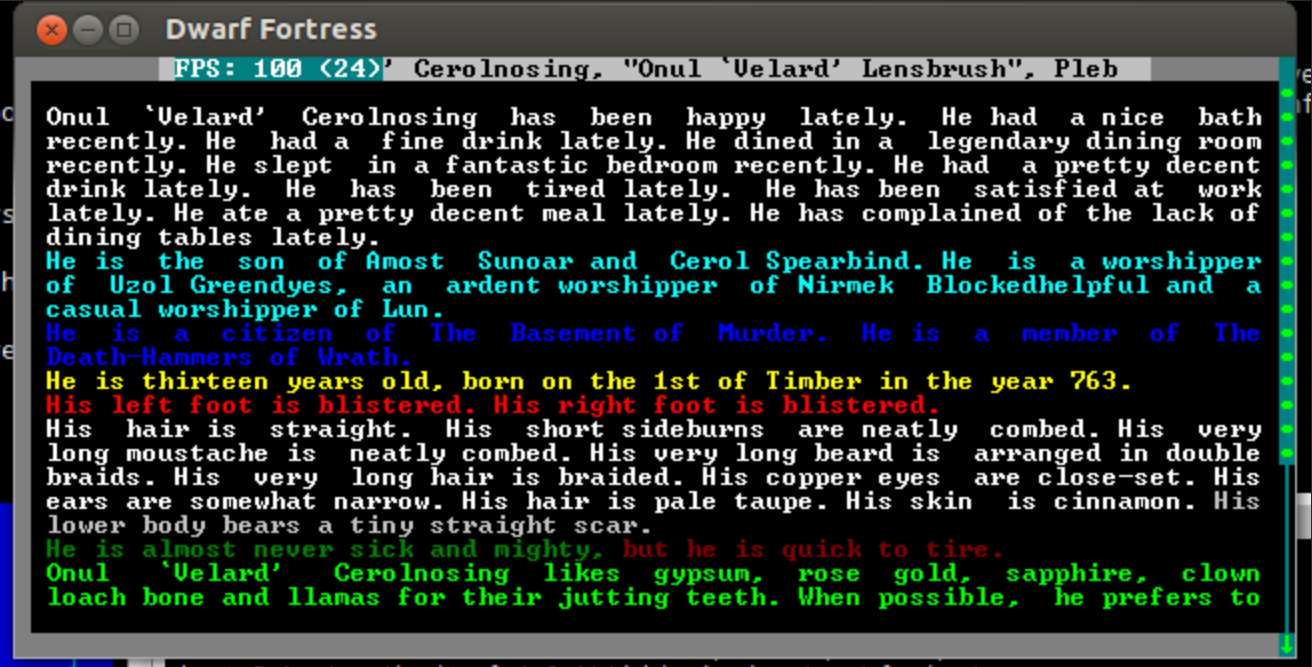 Dwarf Fortress
FPS: 100 (24)' Cerolnosing, "Onul `Velard' Lensbrush", Pleb
Onul `Velard' Cerolnosing has been happy lately. He had a nice bath
recently. He had a fine drink lately. He dined in a legendary dining room
recently. He slept in a fantastic bedroom recently. He had a pretty decent
drink lately. He has been tired lately. He has been satisfied at work
lately. He ate a pretty decent meal lately. He has complained of the lack of
dining tables lately.
He is the son of Amost Sunoar and Cerol Spearbind. He is a worshipper
of Uzol Greendyes, an ardent worshipper of Nirmek Blockedhelpful and a
casual worshipper of Lun.
He is a citizen of The Basement of Murder. He is a member of The
Death-Hammers of Wrath.
He is thirteen years old, born on the 1st of Timber in the year 763.
His left foot is blistered. His right foot is blistered.
His hair is straight. His short sideburns are neatly combed. His very
long moustache is neatly combed. His very long beard is arranged in double
braids. His very long hair is braided. His copper eyes are close-set. His
ears are somewhat narrow. His hair is pale taupe. His skin is cinnamon. His
lower body bears a tiny straight scar.
He is almost never sick and mighty, but he is quick to tire.
Onul `Velard' Cerolnosing likes gypsum, rose gold, sapphire, clown
loach bone and llamas for their jutting teeth. When possible, he prefers to